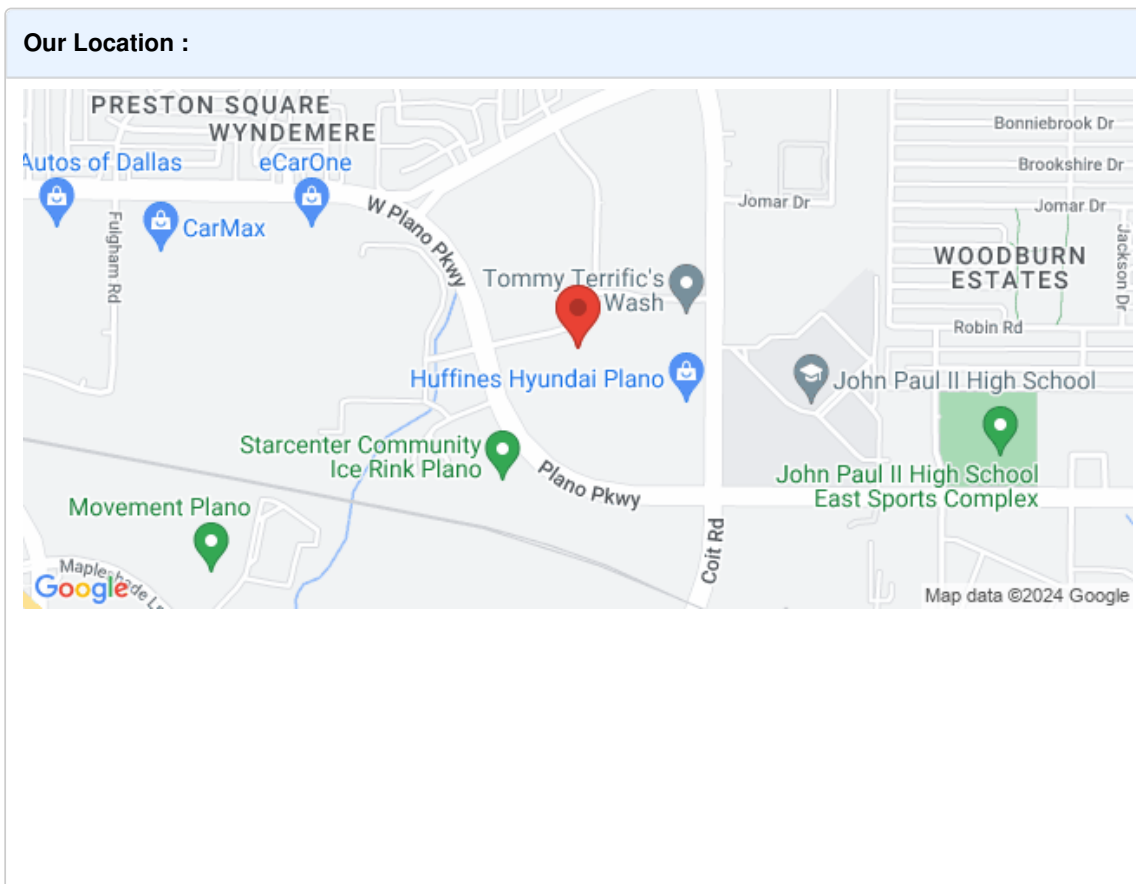 Our Location :
PRESTON SQUARE
WYNDEMERE
Bonniebrook Dr
Autos of Dallas
eCarOne
Brookshire Dr
W Plano Pkwy
Jomar Dr
Jomar Dr
CarMax
Fulgham Rd
Jackson Dr
WOODBURN
ESTATES
Tommy Terrific's
Wash
Robin Rd
Huffines Hyundai Plano
John Paul II High School
Starcenter Community
Ice Rink Plano
Plano Pkwy
John Paul II High School
East Sports Complex
Movement Plano
Coit Rd
Google
Map data ©2024 Google